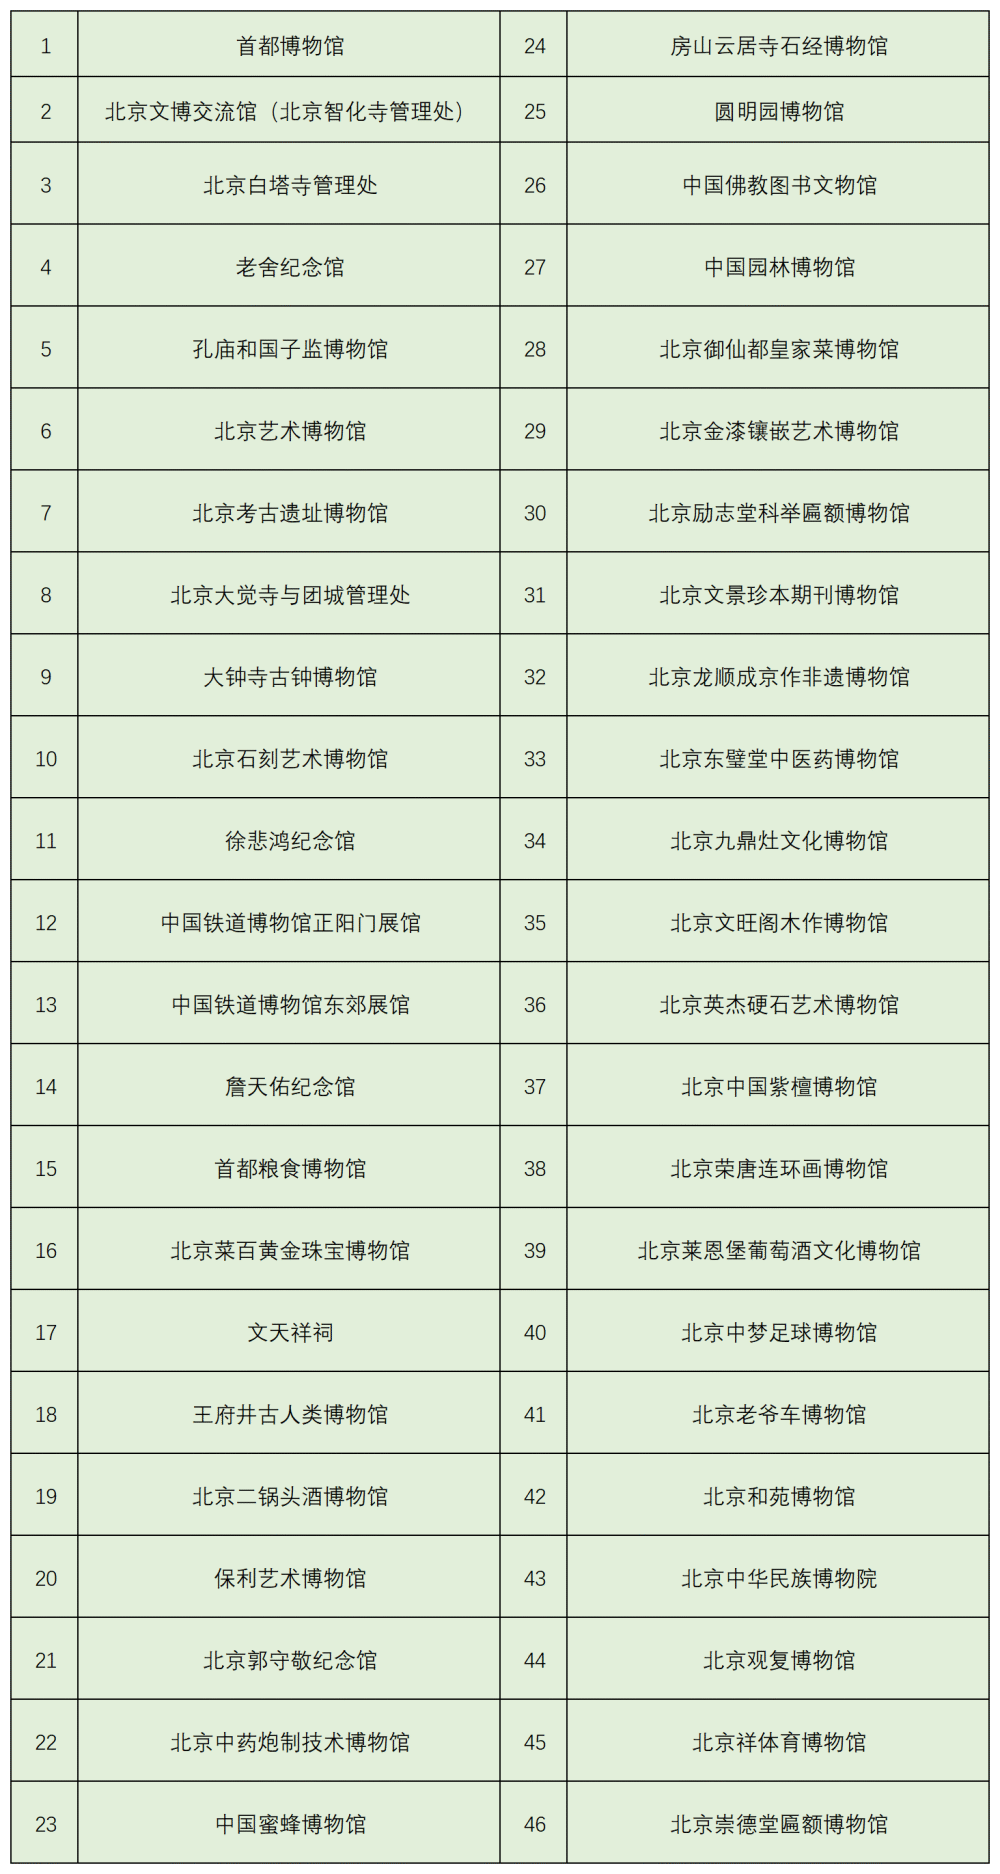 1 首都博物馆 24 房山云居寺石经博物馆
2 北京文博交流馆（北京智化寺管理处） 25 圆明园博物馆
3 北京白塔寺管理处 26 中国佛教图书文物馆
4 老舍纪念馆 27 中国园林博物馆
5 孔庙和国子监博物馆 28 北京御仙都皇家菜博物馆
6 北京艺术博物馆 29 北京金漆镶嵌艺术博物馆
7 北京考古遗址博物馆 30 北京励志堂科举匾额博物馆
8 北京大觉寺与团城管理处 31 北京文景珍本期刊博物馆
9 大钟寺古钟博物馆 32 北京龙顺成京作非遗博物馆
10 北京石刻艺术博物馆 33 北京东璧堂中医药博物馆
11 徐悲鸿纪念馆 34 北京九鼎灶文化博物馆
12 中国铁道博物馆正阳门展馆 35 北京文旺阁木作博物馆
13 中国铁道博物馆东郊展馆 36 北京英杰硬石艺术博物馆
14 詹天佑纪念馆 37 北京中国紫檀博物馆
15 首都粮食博物馆 38 北京荣唐连环画博物馆
16 北京菜百黄金珠宝博物馆 39 北京莱恩堡葡萄酒文化博物馆
17 文天祥祠 40 北京中梦足球博物馆
18 王府井古人类博物馆 41 北京老爷车博物馆
19 北京二锅头酒博物馆 42 北京和苑博物馆
20 保利艺术博物馆 43 北京中华民族博物院
21 北京郭守敬纪念馆 44 北京观复博物馆
22 北京中药炮制技术博物馆 45 北京祥体育博物馆
23 中国蜜蜂博物馆 46 北京崇德堂匾额博物馆